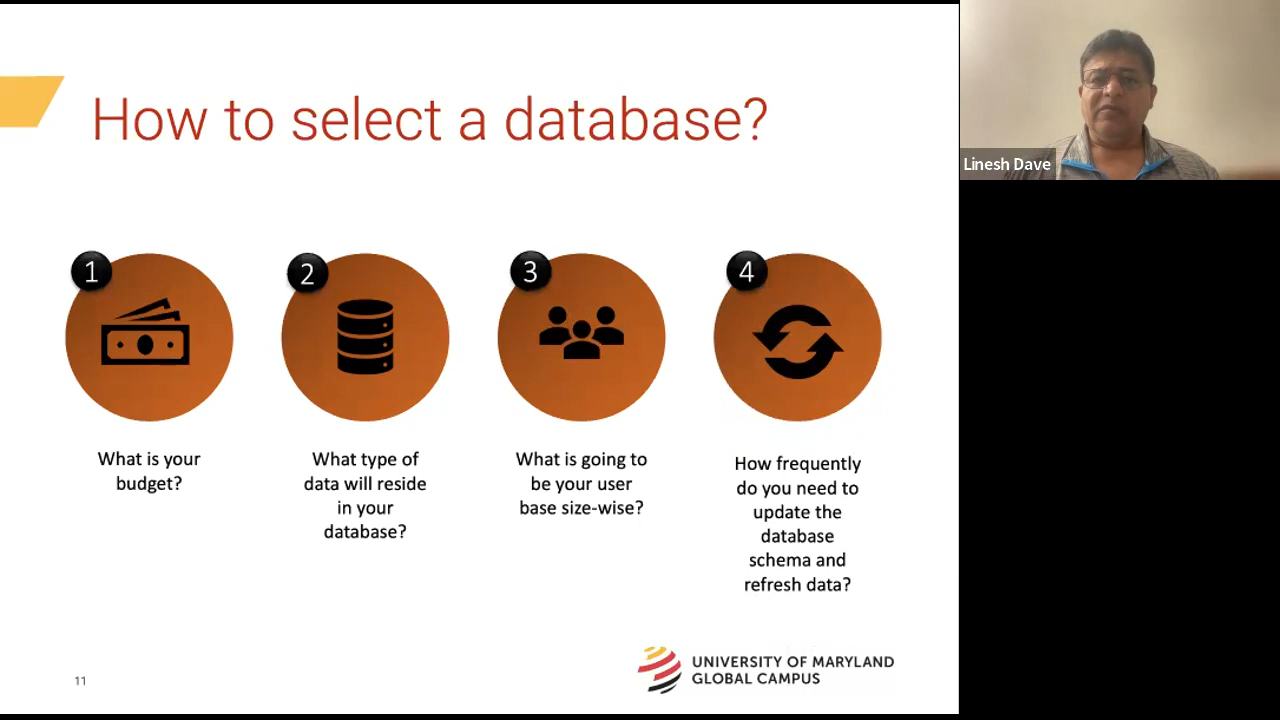 How to select a database?
Linesh Dave
1
2
3
4
What is your
budget?
What type of
data will reside
in your
database?
What is going to
be your user
base size-wise?
How frequently
do you need to
update the
database
schema and
refresh data?
11
UNIVERSITY OF MARYLAND
GLOBAL CAMPUS